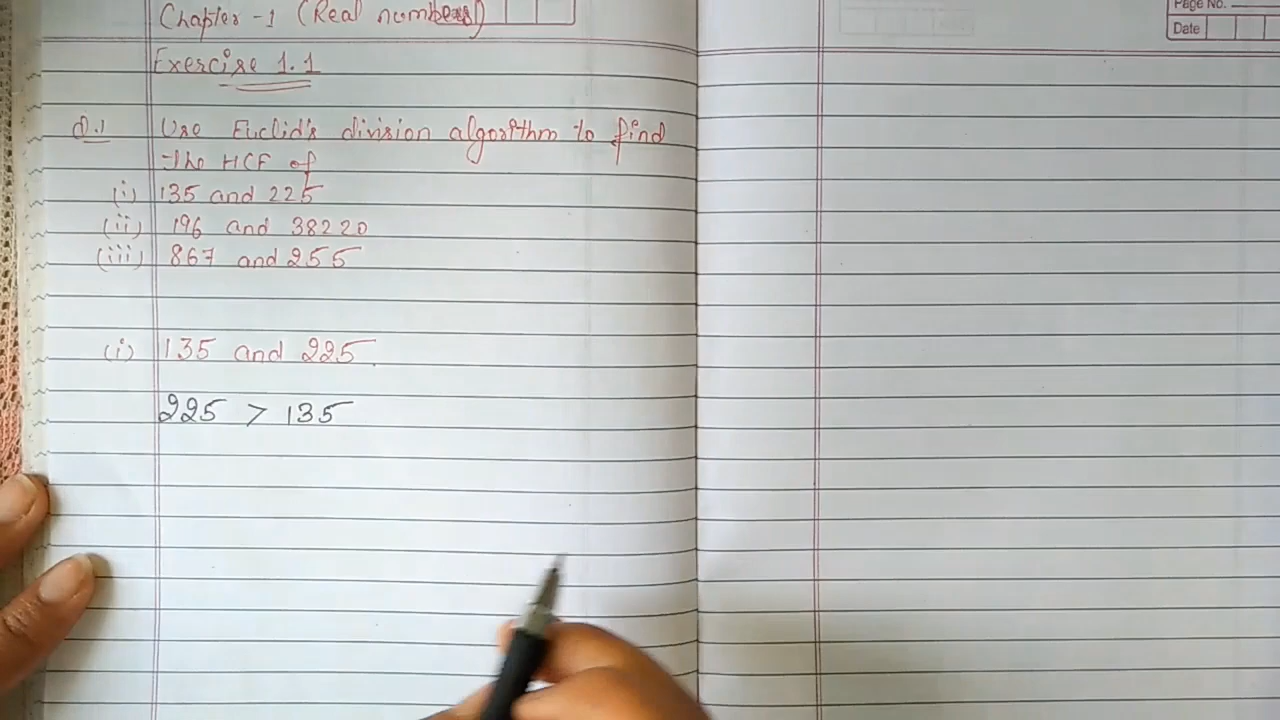 Chapter - 1 (Real numbers)
Page No.
Date
Exercise 1.1
Q.1 Use Euclid's division algorithm to find
the HCF of
(i) 135 and 225
(ii) 196 and 38220
(iii) 867 and 255
(i) 135 and 225
225 > 135